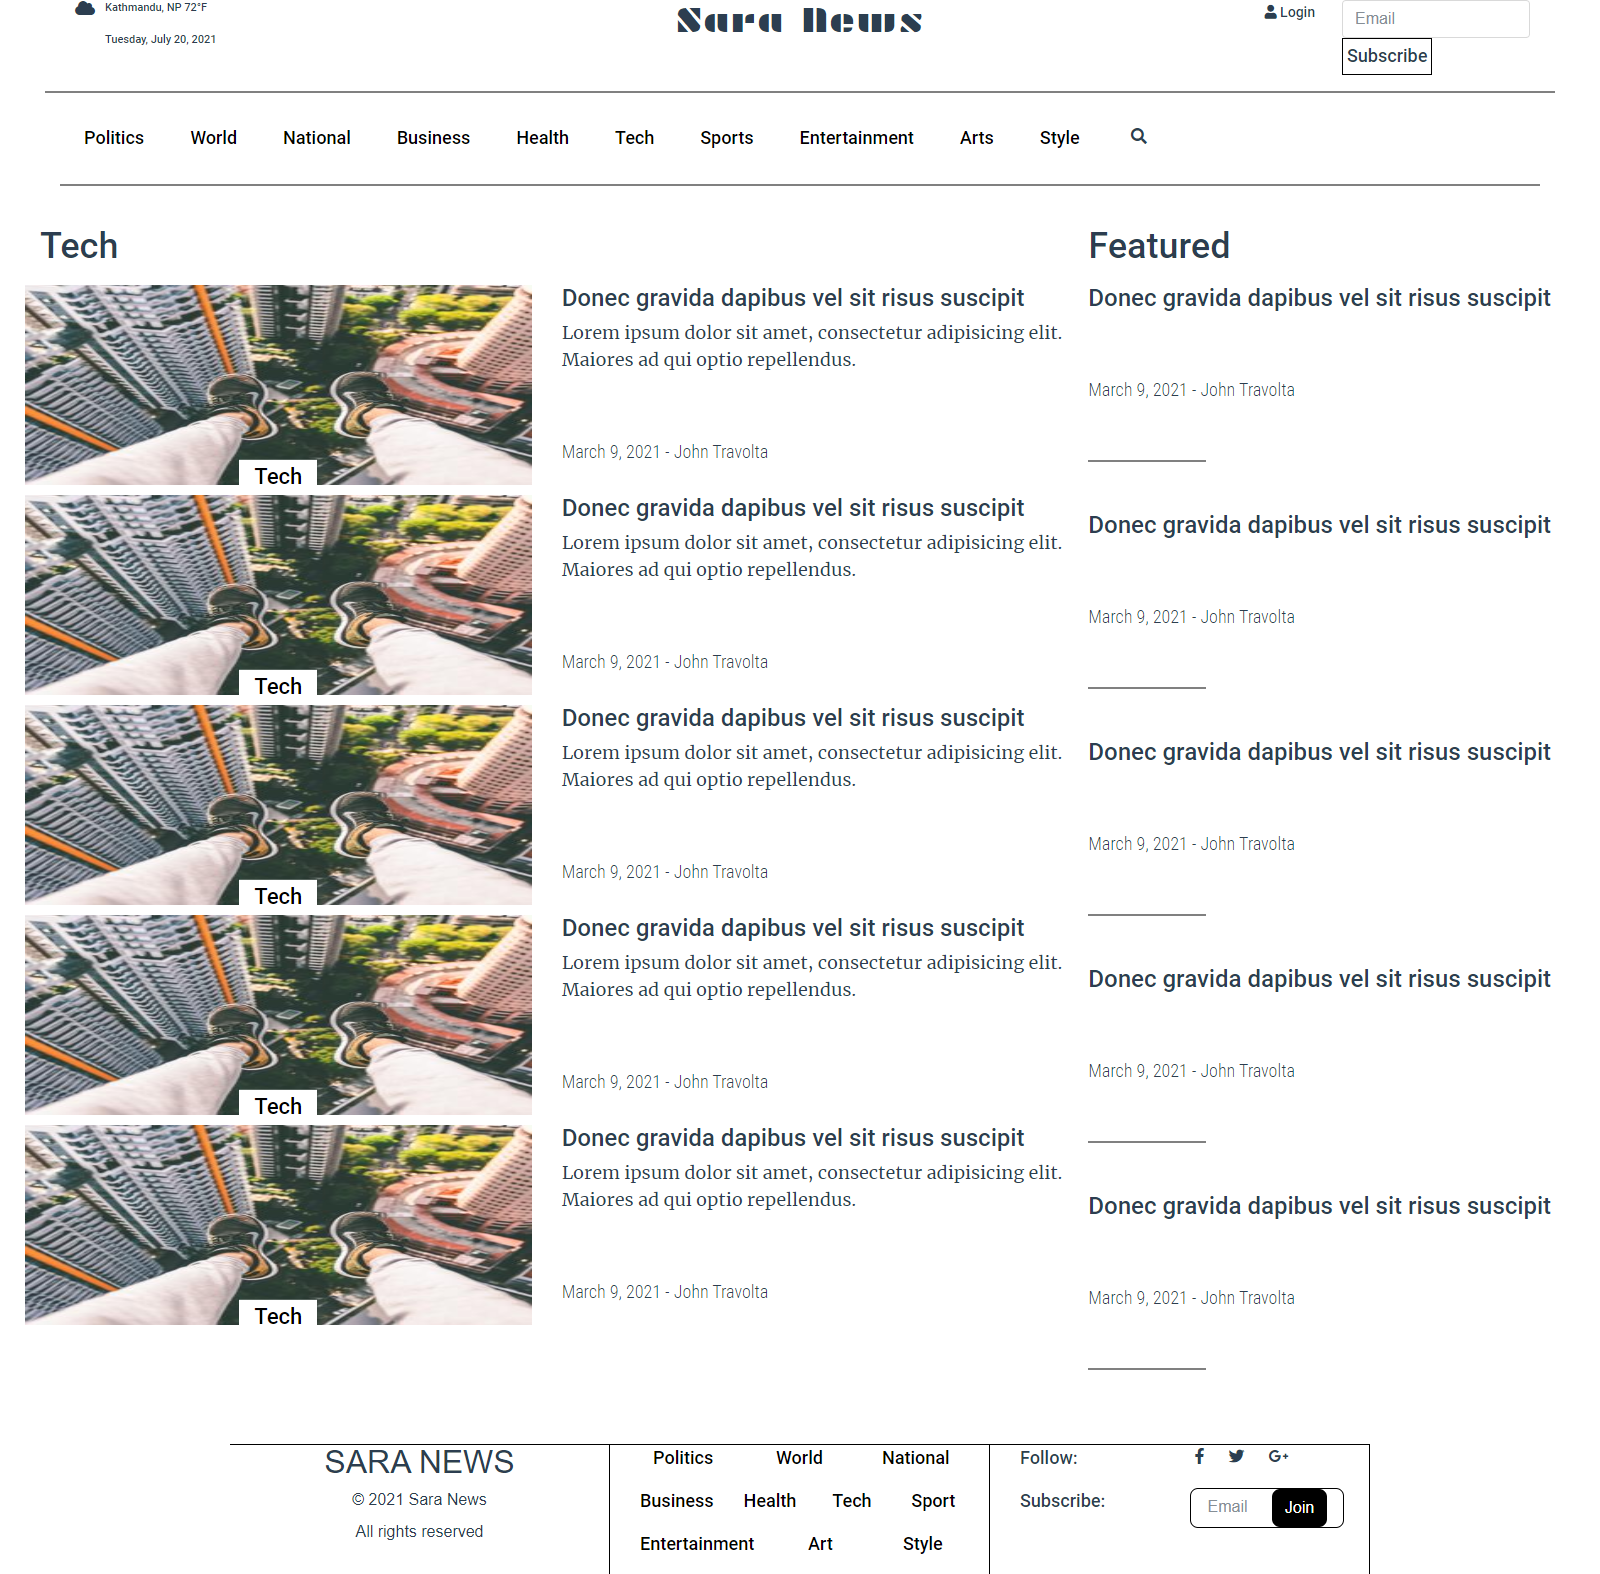 Kathmandu, NP 72°F
Tuesday, July 20, 2021
Sara News
Login
Email
Subscribe
Politics World National Business Health Tech Sports Entertainment Arts Style
Tech
Tech
Donec gravida dapibus vel sit risus suscipit
Lorem ipsum dolor sit amet, consectetur adipisicing elit.
Maiores ad qui optio repellendus.
March 9, 2021 - John Travolta
Tech
Donec gravida dapibus vel sit risus suscipit
Lorem ipsum dolor sit amet, consectetur adipisicing elit.
Maiores ad qui optio repellendus.
March 9, 2021 - John Travolta
Tech
Donec gravida dapibus vel sit risus suscipit
Lorem ipsum dolor sit amet, consectetur adipisicing elit.
Maiores ad qui optio repellendus.
March 9, 2021 - John Travolta
Tech
Donec gravida dapibus vel sit risus suscipit
Lorem ipsum dolor sit amet, consectetur adipisicing elit.
Maiores ad qui optio repellendus.
March 9, 2021 - John Travolta
Tech
Donec gravida dapibus vel sit risus suscipit
Lorem ipsum dolor sit amet, consectetur adipisicing elit.
Maiores ad qui optio repellendus.
March 9, 2021 - John Travolta
Featured
Donec gravida dapibus vel sit risus suscipit
March 9, 2021 - John Travolta
Donec gravida dapibus vel sit risus suscipit
March 9, 2021 - John Travolta
Donec gravida dapibus vel sit risus suscipit
March 9, 2021 - John Travolta
Donec gravida dapibus vel sit risus suscipit
March 9, 2021 - John Travolta
Donec gravida dapibus vel sit risus suscipit
March 9, 2021 - John Travolta
SARA NEWS
© 2021 Sara News
All rights reserved
Politics World National
Business Health Tech Sport
Entertainment Art Style
Follow:
Subscribe:
Email Join